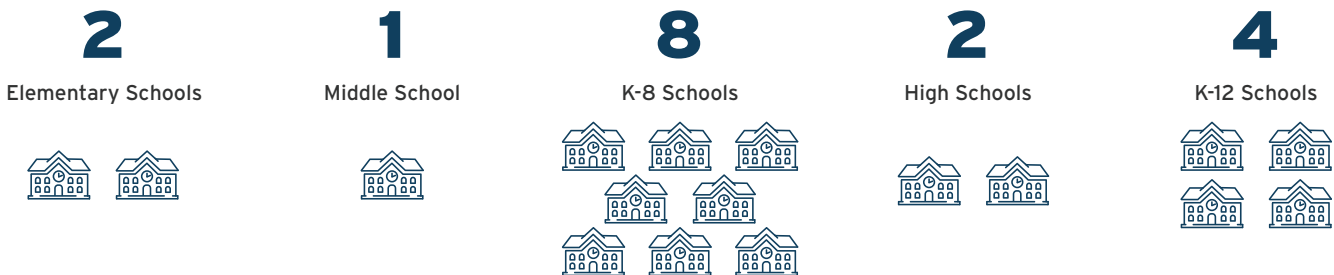 2
Elementary Schools
1
Middle School
8
K-8 Schools
2
High Schools
4
K-12 Schools